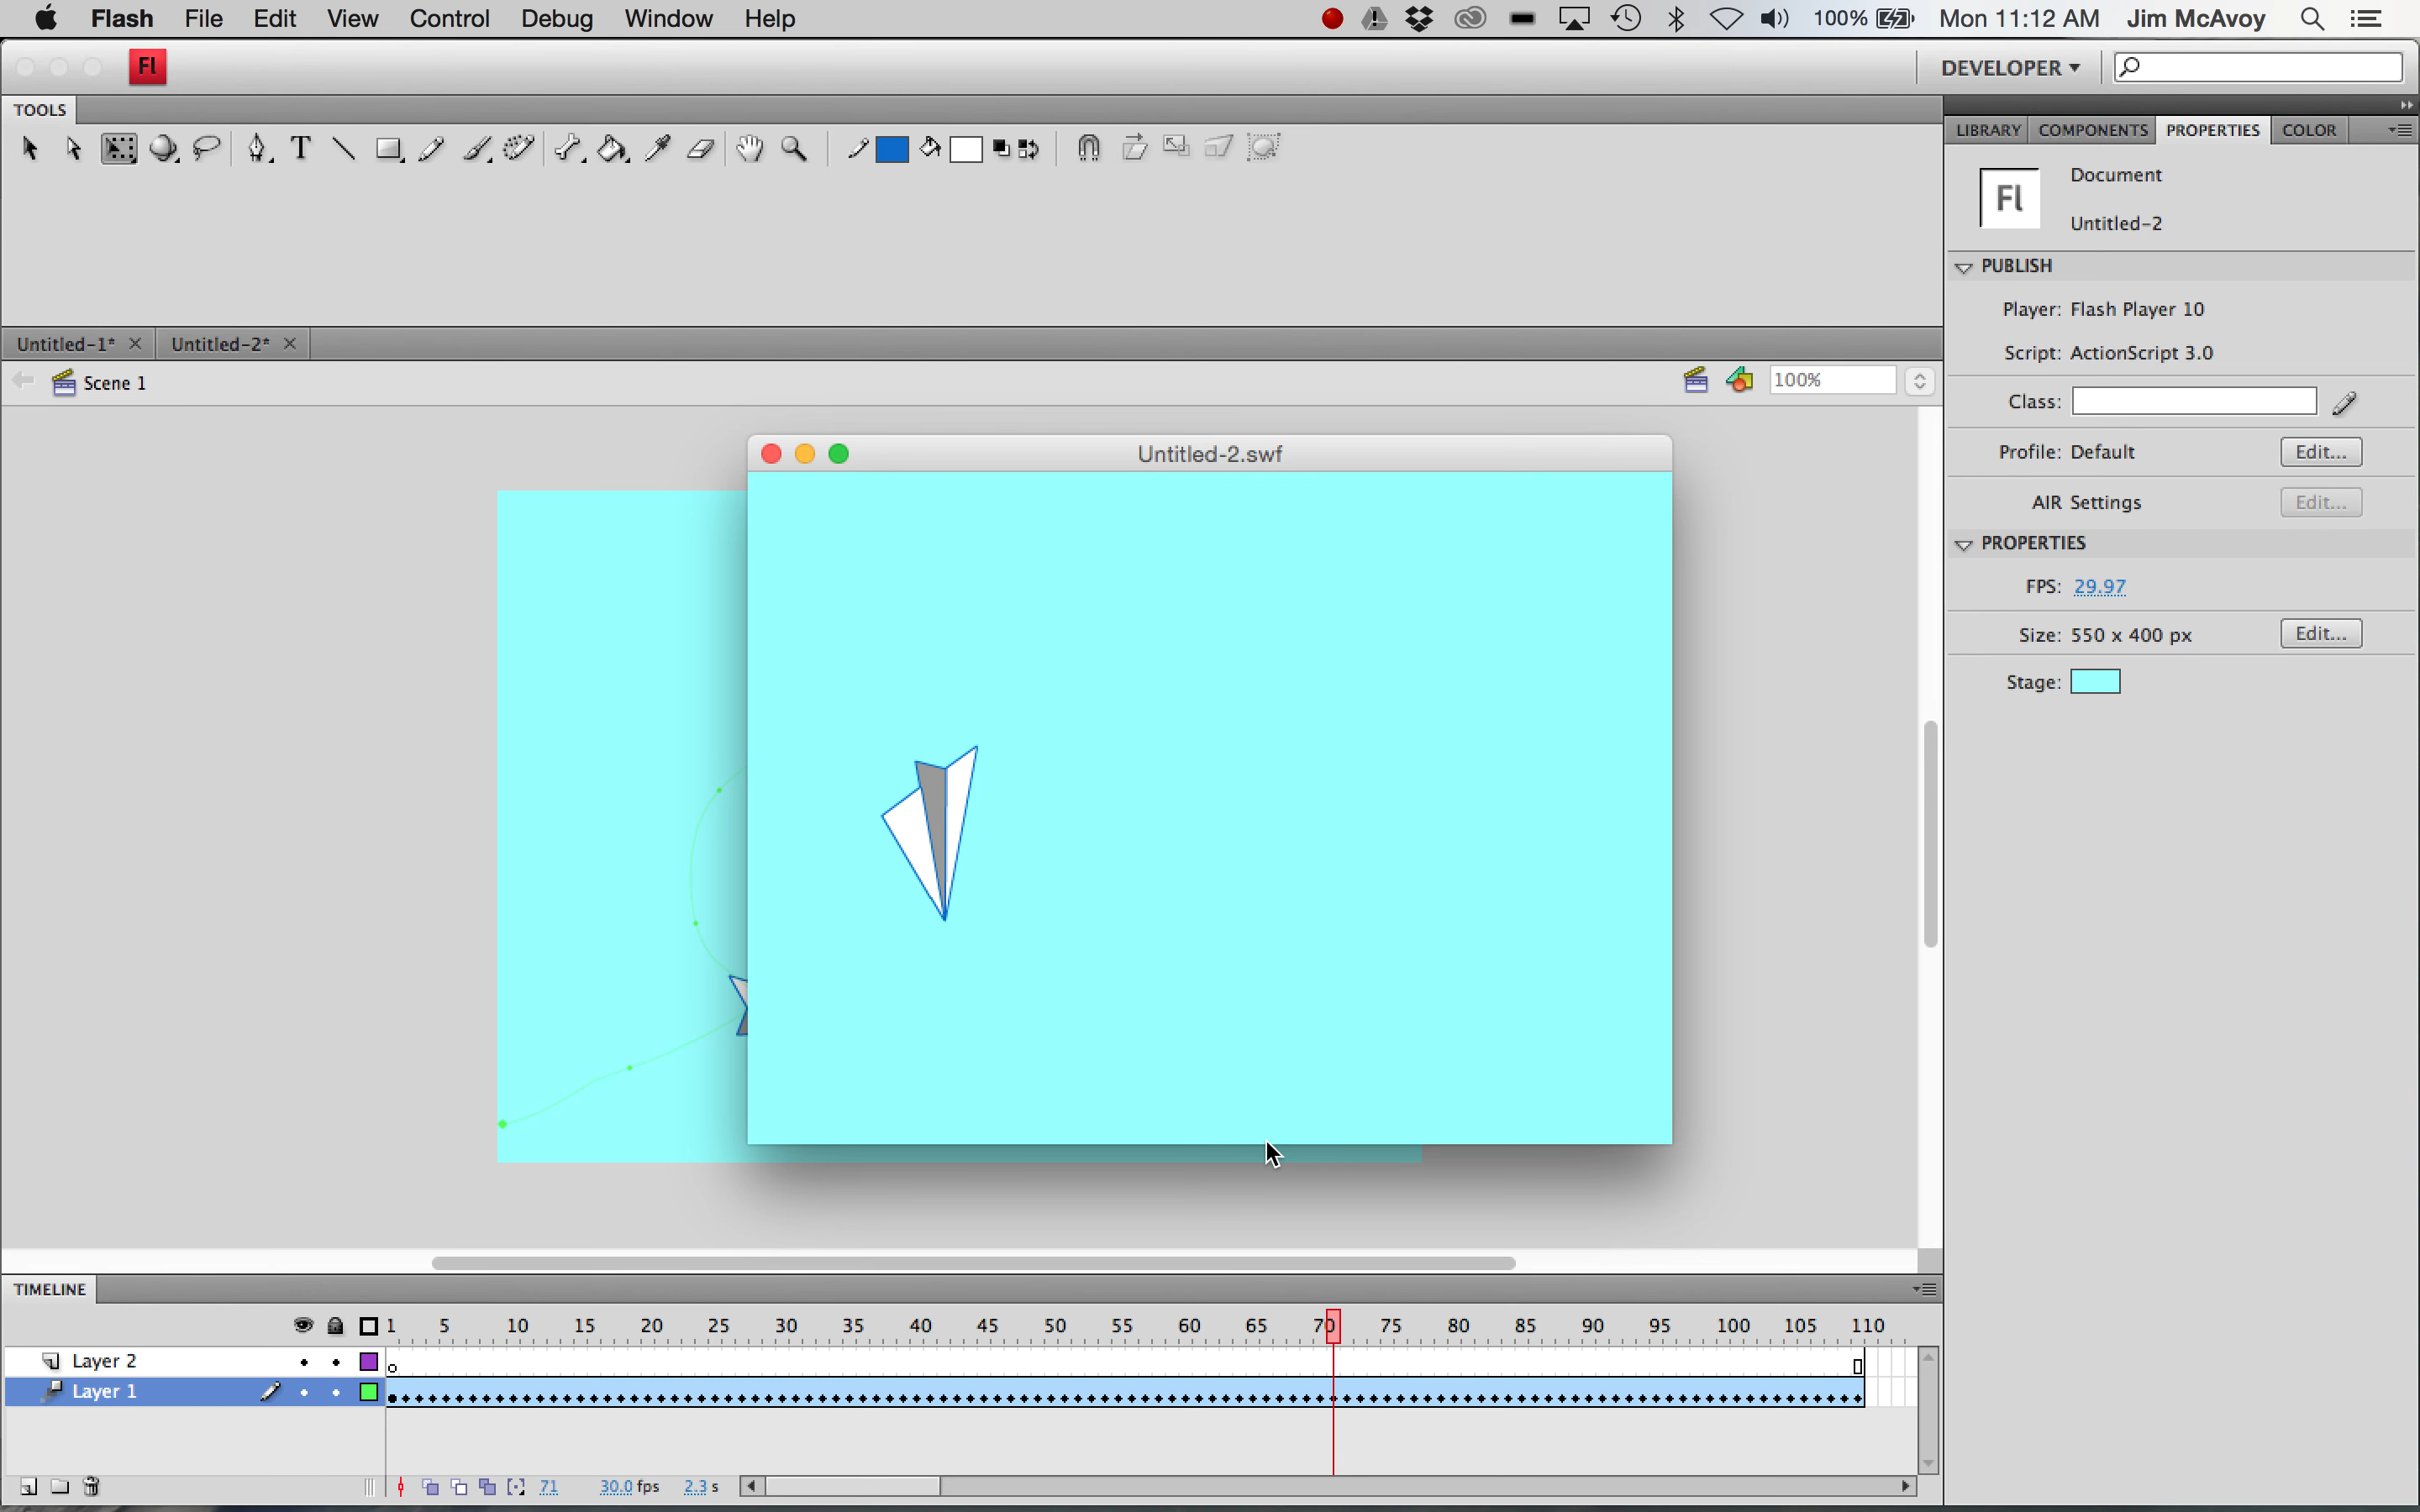 Flash File Edit View Control Debug Window Help 100% Mon 11:12 AM Jim McAvoy
Fl DEVELOPER
TOOLS
LIBRARY COMPONENTS PROPERTIES COLOR
T
Fl Document
Untitled-2
PUBLISH
Player: Flash Player 10
Script: ActionScript 3.0
Class:
Profile: Default Edit...
AIR Settings Edit...
PROPERTIES
FPS: 29.97
Size: 550 x 400 px Edit...
Stage:
Untitled-1* Untitled-2*
Scene 1 100%
Untitled-2.swf
TIMELINE
1 5 10 15 20 25 30 35 40 45 50 55 60 65 70 75 80 85 90 95 100 105 110
Layer 2
Layer 1
71 30.0 fps 2.3 s